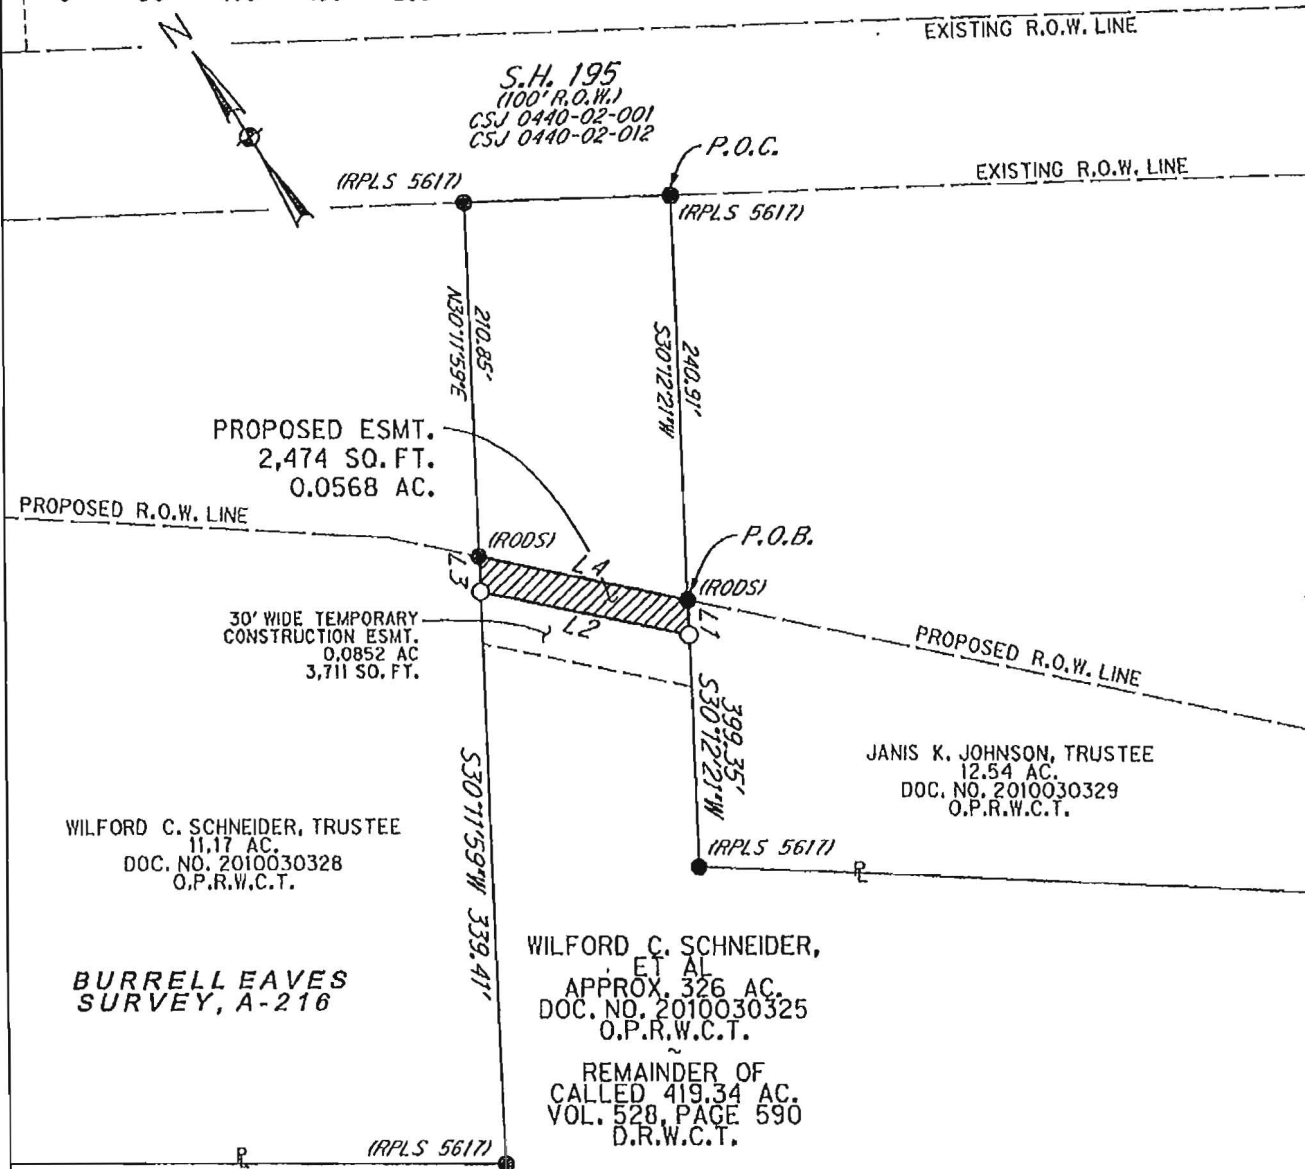 EXISTING R.O.W. LINE
N
S.H. 195
(100' R.O.W.)
CSJ 0440-02-001
CSJ 0440-02-012
P.O.C.
(RPLS 5617)
EXISTING R.O.W. LINE
(RPLS 5617)
N30°11'59"E
210.85'
S30°12'21"W
240.91'
PROPOSED ESMT.
2,474 SQ. FT.
0.0568 AC.
PROPOSED R.O.W. LINE
(RODS)
P.O.B.
L4
L3
(RODS)
30' WIDE TEMPORARY
CONSTRUCTION ESMT.
0.0852 AC
3,711 SQ. FT.
L2
L1
PROPOSED R.O.W. LINE
399.35'
S30°12'21"W
JANIS K. JOHNSON, TRUSTEE
12.54 AC.
DOC. NO. 2010030329
O.P.R.W.C.T.
S30°11'59"W 339.41'
WILFORD C. SCHNEIDER, TRUSTEE
11.17 AC.
DOC. NO. 2010030328
O.P.R.W.C.T.
(RPLS 5617)
PL
BURRELL EAVES
SURVEY, A-216
WILFORD C. SCHNEIDER,
ET AL
APPROX. 326 AC.
DOC. NO. 2010030325
O.P.R.W.C.T.
~
REMAINDER OF
CALLED 419.34 AC.
VOL. 528, PAGE 590
D.R.W.C.T.
(RPLS 5617)
PL